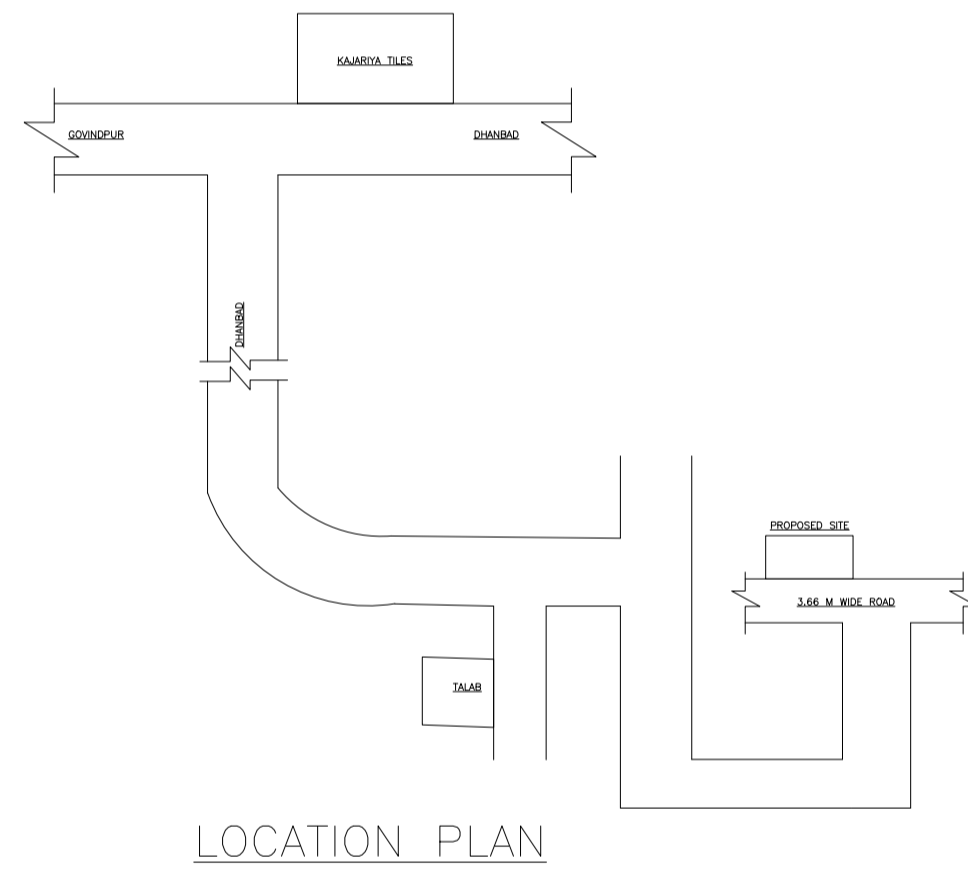 KAJARIYA TILES
GOVINDPUR
DHANBAD
DHANBAD
PROPOSED SITE
3.66 M WIDE ROAD
TALAB
LOCATION PLAN